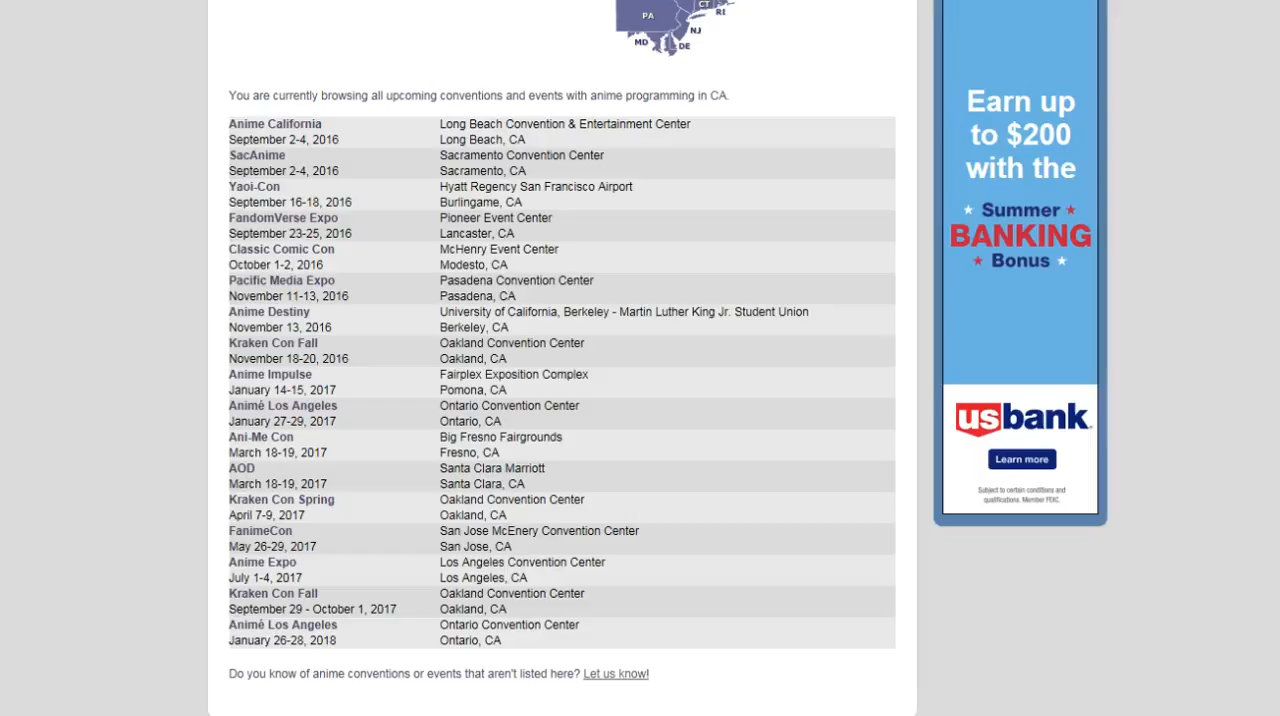 PA
CT
RI
NJ
MD
DE
You are currently browsing all upcoming conventions and events with anime programming in CA.
Anime California Long Beach Convention & Entertainment Center
September 2-4, 2016 Long Beach, CA
SacAnime Sacramento Convention Center
September 2-4, 2016 Sacramento, CA
Yaoi-Con Hyatt Regency San Francisco Airport
September 16-18, 2016 Burlingame, CA
FandomVerse Expo Pioneer Event Center
September 23-25, 2016 Lancaster, CA
Classic Comic Con McHenry Event Center
October 1-2, 2016 Modesto, CA
Pacific Media Expo Pasadena Convention Center
November 11-13, 2016 Pasadena, CA
Anime Destiny University of California, Berkeley - Martin Luther King Jr. Student Union
November 13, 2016 Berkeley, CA
Kraken Con Fall Oakland Convention Center
November 18-20, 2016 Oakland, CA
Anime Impulse Fairplex Exposition Complex
January 14-15, 2017 Pomona, CA
Animé Los Angeles Ontario Convention Center
January 27-29, 2017 Ontario, CA
Ani-Me Con Big Fresno Fairgrounds
March 18-19, 2017 Fresno, CA
AOD Santa Clara Marriott
March 18-19, 2017 Santa Clara, CA
Kraken Con Spring Oakland Convention Center
April 7-9, 2017 Oakland, CA
FanimeCon San Jose McEnery Convention Center
May 26-29, 2017 San Jose, CA
Anime Expo Los Angeles Convention Center
July 1-4, 2017 Los Angeles, CA
Kraken Con Fall Oakland Convention Center
September 29 - October 1, 2017 Oakland, CA
Animé Los Angeles Ontario Convention Center
January 26-28, 2018 Ontario, CA
Do you know of anime conventions or events that aren't listed here? Let us know!
Earn up
to $200
with the
Summer
BANKING
Bonus
usbank.
Learn more
Subject to certain conditions and
qualifications. Member FDIC.